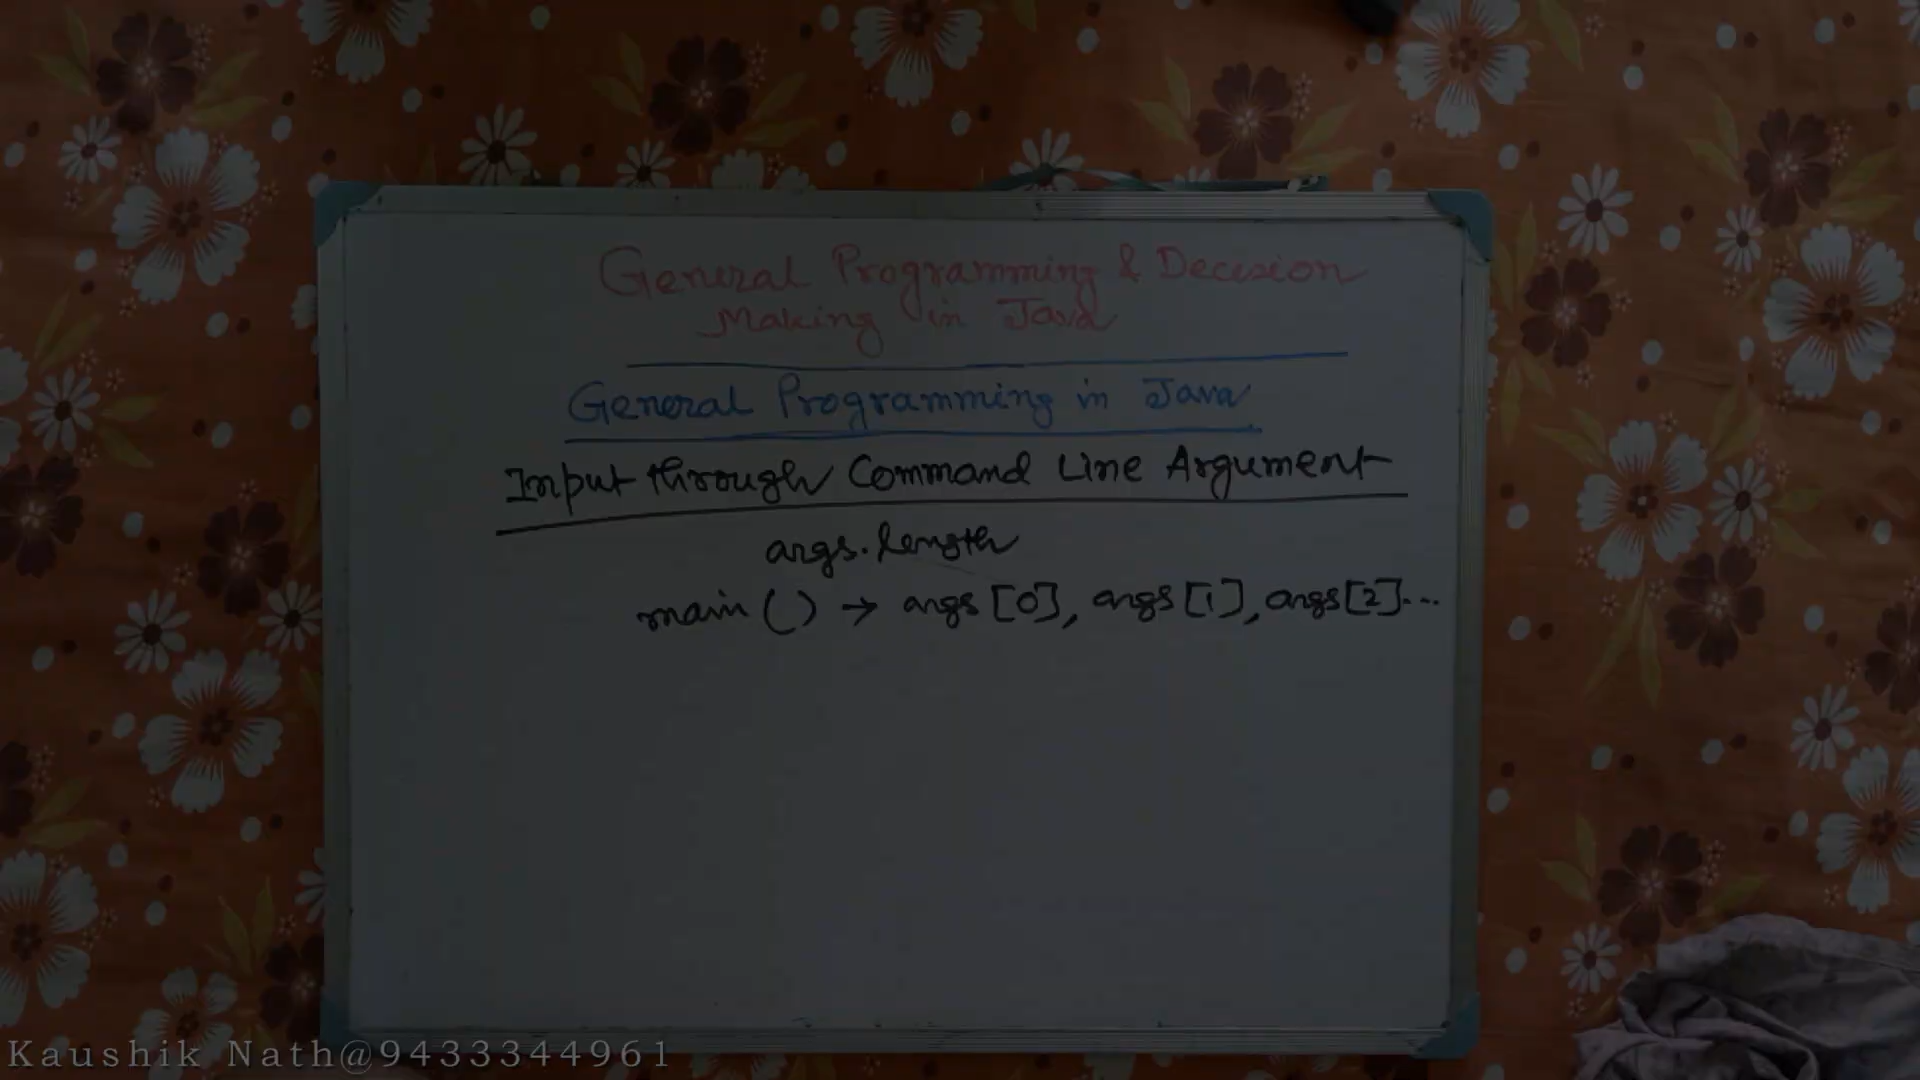 General Programming & Decision
Making in Java
General Programming in Java
Input through Command Line Argument
args.length
main() → args[0], args[1], args[2]...
Kaushik Nath@9433344961